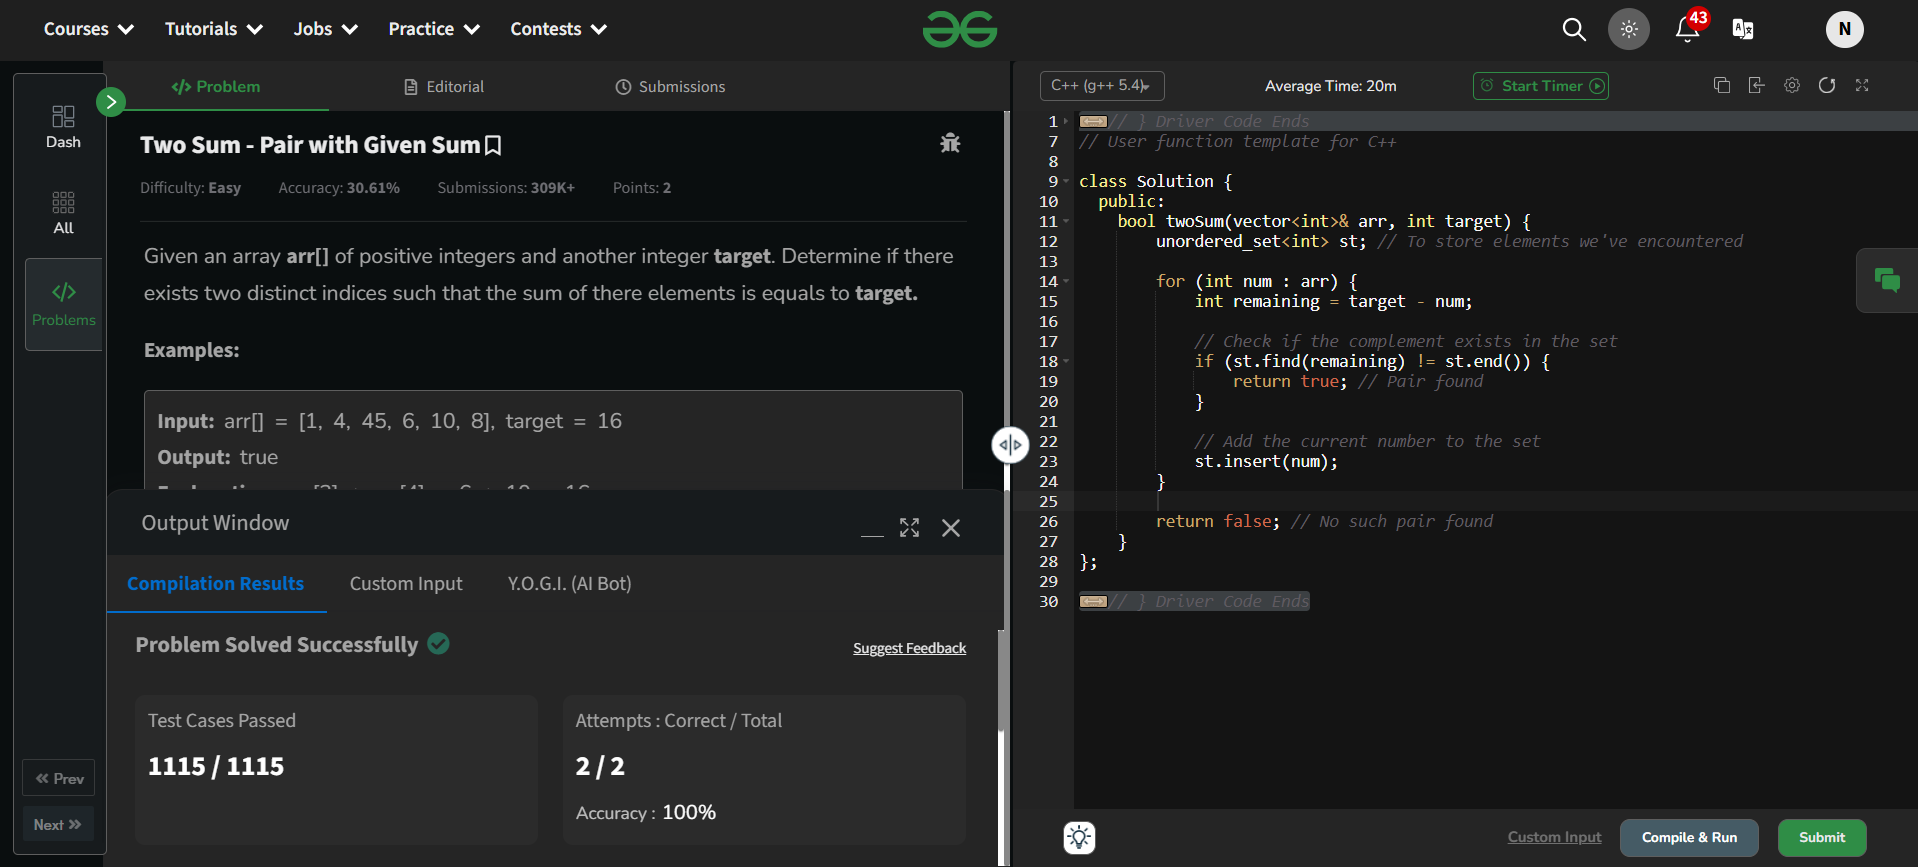 Courses Tutorials Jobs Practice Contests
43
N
Dash
All
Problems
Prev
Next
Problem Editorial Submissions
Two Sum - Pair with Given Sum
Difficulty: Easy Accuracy: 30.61% Submissions: 309K+ Points: 2
Given an array arr[] of positive integers and another integer target. Determine if there
exists two distinct indices such that the sum of there elements is equals to target.
Examples:
Input: arr[] = [1, 4, 45, 6, 10, 8], target = 16
Output: true
Output Window
Compilation Results Custom Input Y.O.G.I. (AI Bot)
Problem Solved Successfully
Suggest Feedback
Test Cases Passed
1115 / 1115
Attempts : Correct / Total
2 / 2
Accuracy : 100%
C++ (g++ 5.4) Average Time: 20m Start Timer
1 // } Driver Code Ends
7 // User function template for C++
8
9 class Solution {
10 public:
11 bool twoSum(vector<int>& arr, int target) {
12 unordered_set<int> st; // To store elements we've encountered
13
14 for (int num : arr) {
15 int remaining = target - num;
16
17 // Check if the complement exists in the set
18 if (st.find(remaining) != st.end()) {
19 return true; // Pair found
20 }
21
22 // Add the current number to the set
23 st.insert(num);
24 }
25
26 return false; // No such pair found
27 }
28 };
29
30 // } Driver Code Ends
Custom Input Compile & Run Submit